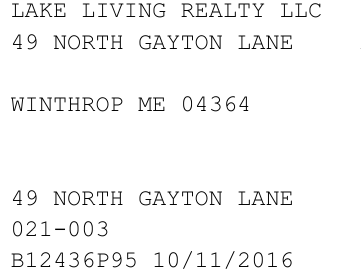 LAKE LIVING REALTY LLC
49 NORTH GAYTON LANE
WINTHROP ME 04364
49 NORTH GAYTON LANE
021-003
B12436P95 10/11/2016